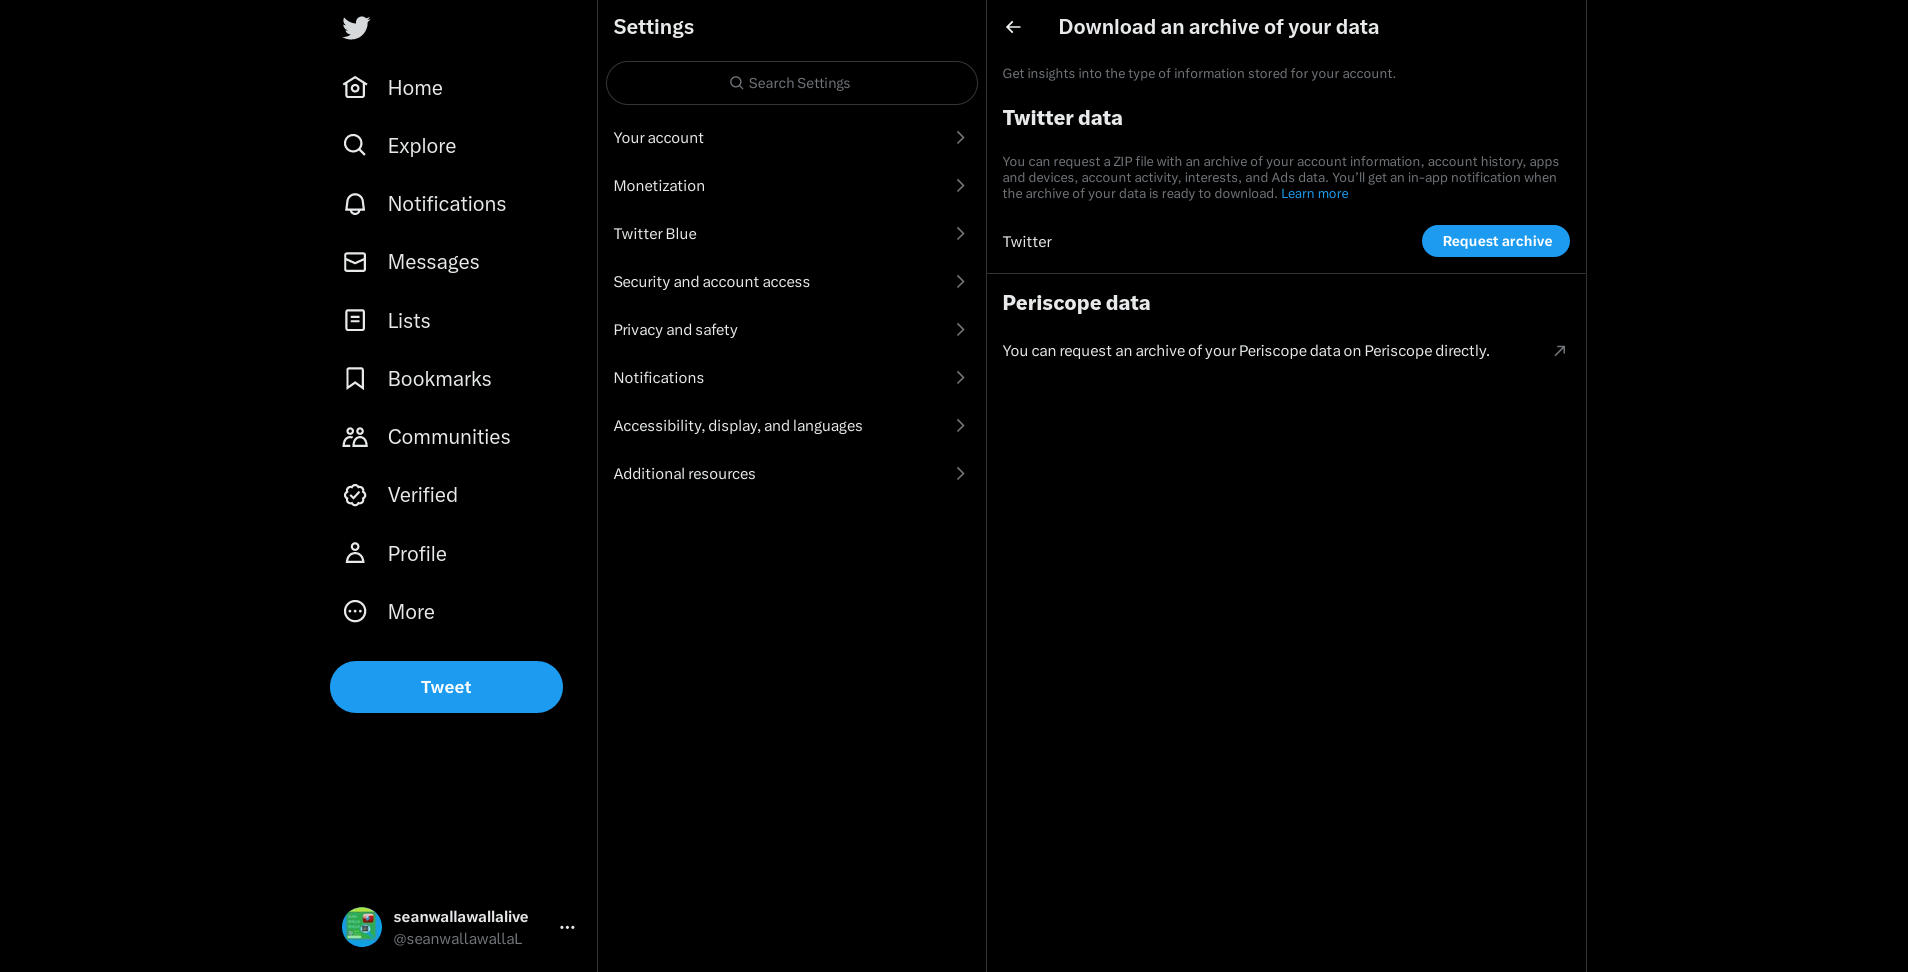 Home
Explore
Notifications
Messages
Lists
Bookmarks
Communities
Verified
Profile
More
Tweet
seanwallawallalive
@seanwallawallaL
Settings
Search Settings
Your account
Monetization
Twitter Blue
Security and account access
Privacy and safety
Notifications
Accessibility, display, and languages
Additional resources
Download an archive of your data
Get insights into the type of information stored for your account.
Twitter data
You can request a ZIP file with an archive of your account information, account history, apps
and devices, account activity, interests, and Ads data. You’ll get an in-app notification when
the archive of your data is ready to download. Learn more
Twitter
Request archive
Periscope data
You can request an archive of your Periscope data on Periscope directly.